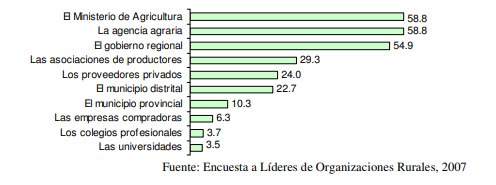 El Ministerio de Agricultura 58.8
La agencia agraria 58.8
El gobierno regional 54.9
Las asociaciones de productores 29.3
Los proveedores privados 24.0
El municipio distrital 22.7
El municipio provincial 10.3
Las empresas compradoras 6.3
Los colegios profesionales 3.7
Las universidades 3.5
Fuente: Encuesta a Líderes de Organizaciones Rurales, 2007